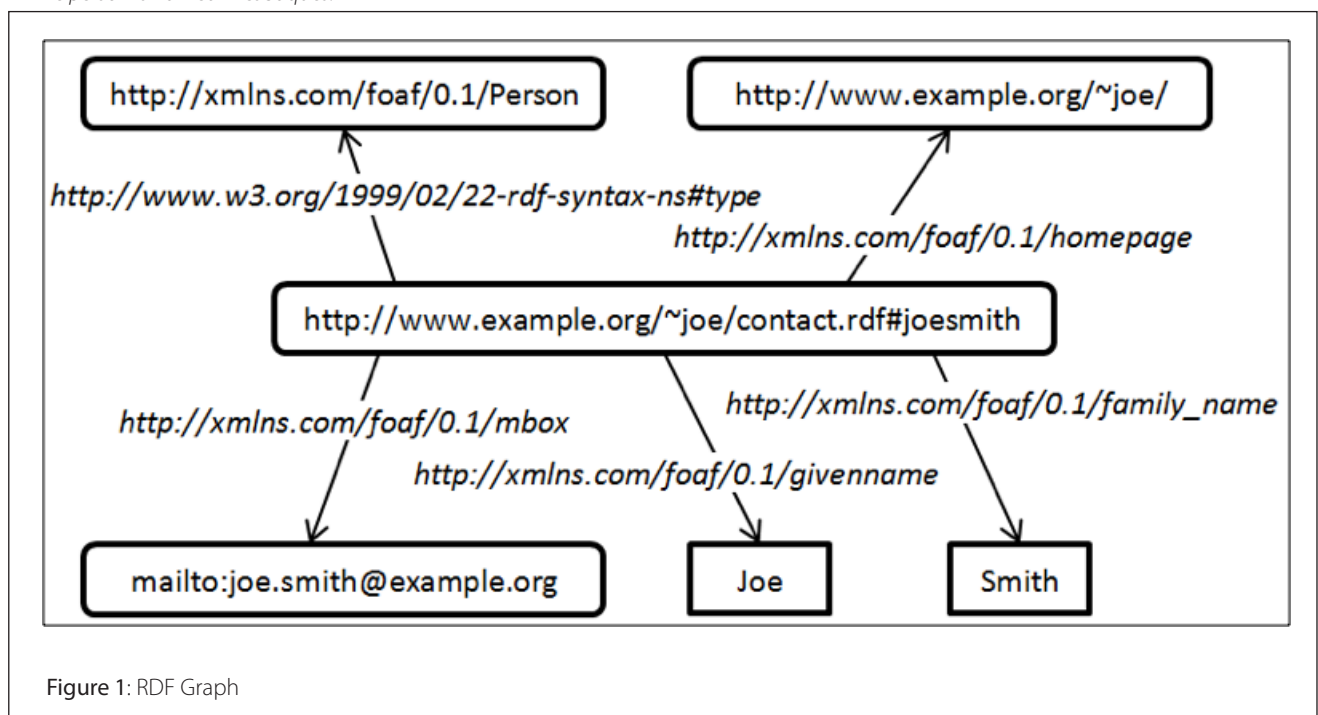 http://xmlns.com/foaf/0.1/Person
http://www.example.org/~joe/
http://www.w3.org/1999/02/22-rdf-syntax-ns#type
http://xmlns.com/foaf/0.1/homepage
http://www.example.org/~joe/contact.rdf#joesmith
http://xmlns.com/foaf/0.1/mbox
http://xmlns.com/foaf/0.1/family_name
http://xmlns.com/foaf/0.1/givenname
mailto:joe.smith@example.org
Joe
Smith
Figure 1: RDF Graph